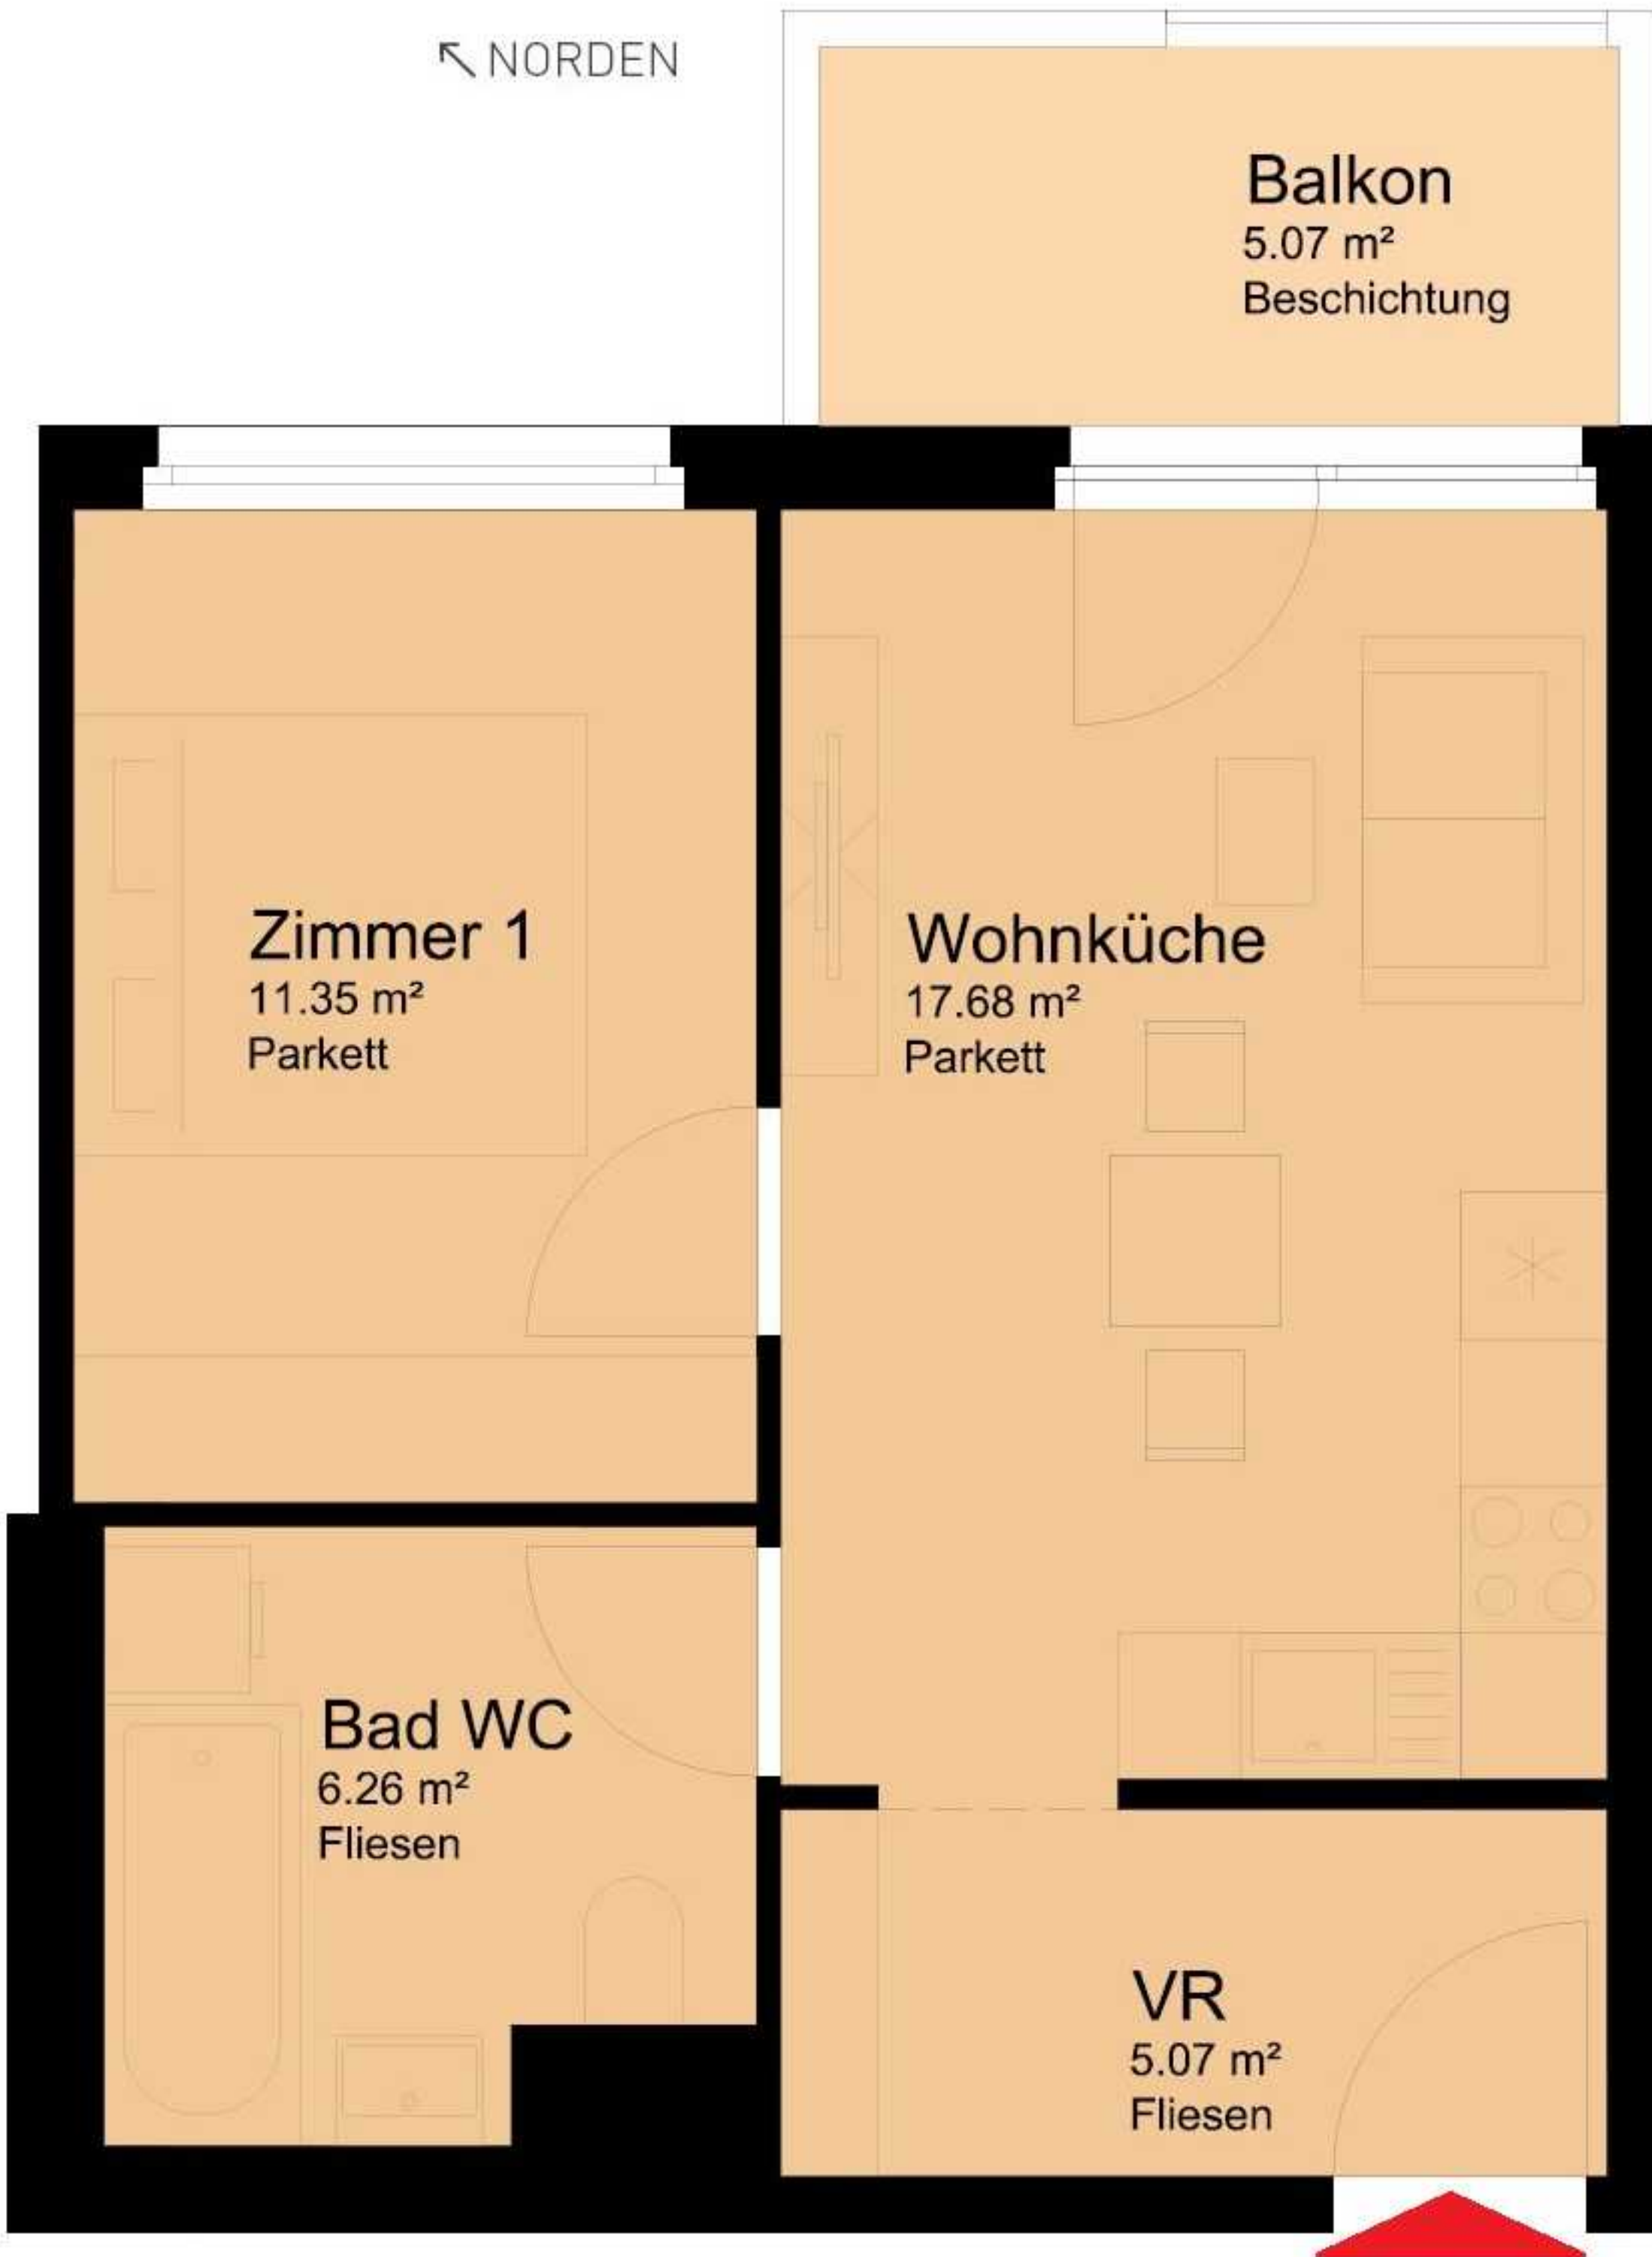 NORDEN
Balkon
5.07 m²
Beschichtung
Zimmer 1
11.35 m²
Parkett
Wohnküche
17.68 m²
Parkett
Bad WC
6.26 m²
Fliesen
VR
5.07 m²
Fliesen